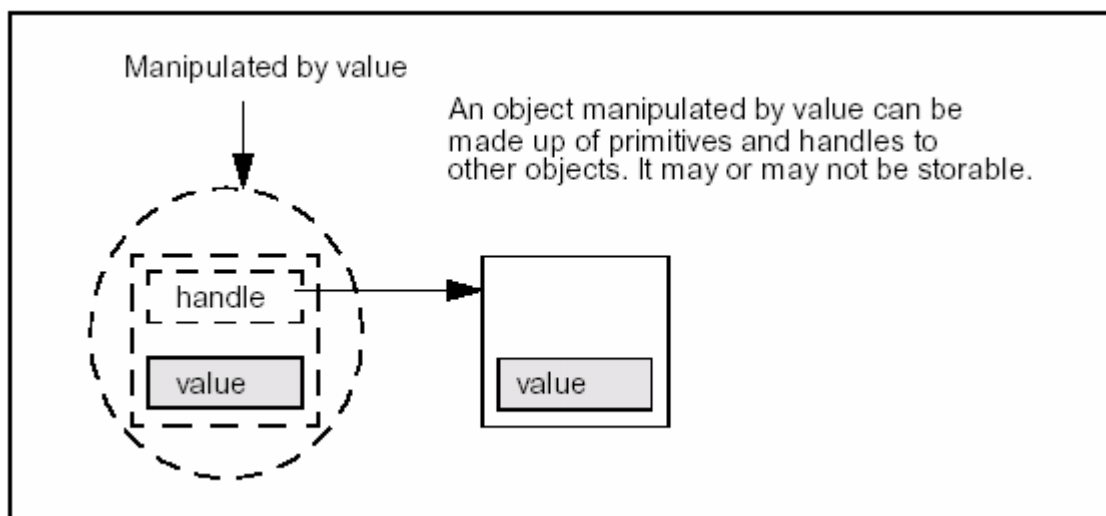 Manipulated by value
An object manipulated by value can be
made up of primitives and handles to
other objects. It may or may not be storable.
handle
value
value